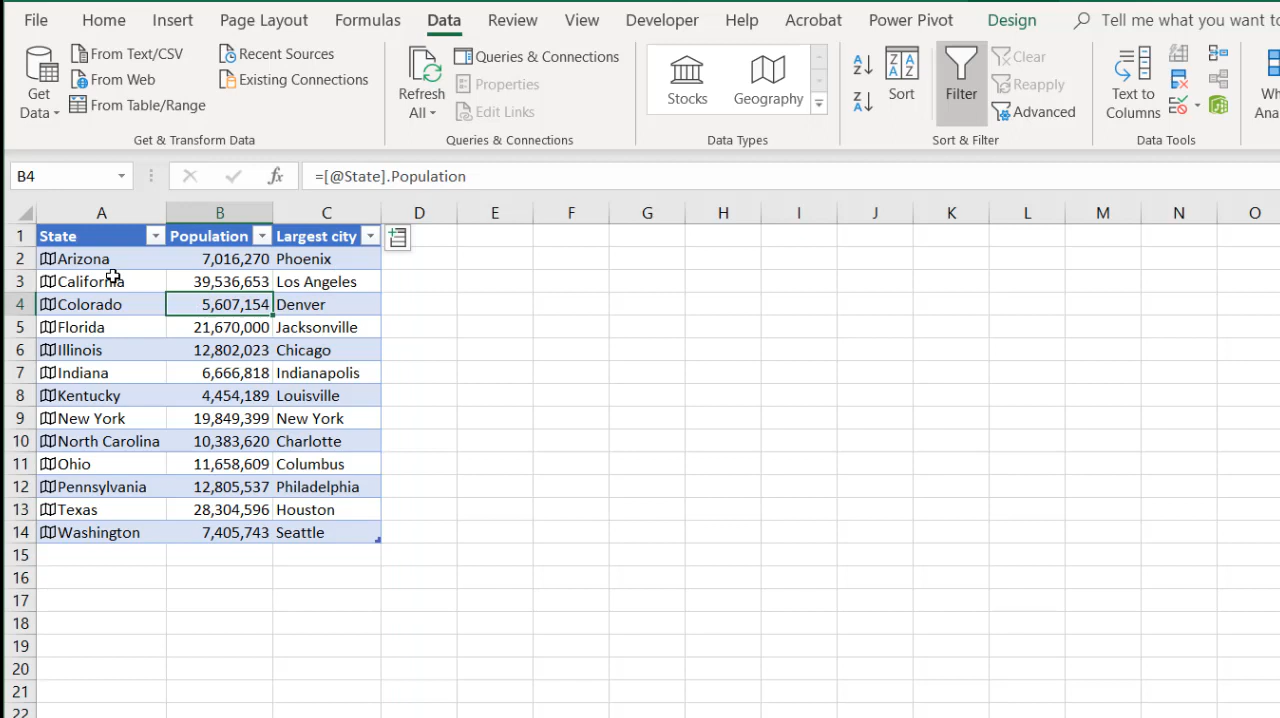 File Home Insert Page Layout Formulas Data Review View Developer Help Acrobat Power Pivot Design Tell me what you want to
Get Data
From Text/CSV
From Web
From Table/Range
Recent Sources
Existing Connections
Get & Transform Data
Refresh All
Queries & Connections
Properties
Edit Links
Queries & Connections
Stocks
Geography
Data Types
A Z
Z A
Z A A Z
Sort
Filter
Clear
Reapply
Advanced
Sort & Filter
Text to Columns
Data Tools
B4 fx =[@State].Population
A B C D E F G H I J K L M N O
1 State Population Largest city
2 Arizona 7,016,270 Phoenix
3 California 39,536,653 Los Angeles
4 Colorado 5,607,154 Denver
5 Florida 21,670,000 Jacksonville
6 Illinois 12,802,023 Chicago
7 Indiana 6,666,818 Indianapolis
8 Kentucky 4,454,189 Louisville
9 New York 19,849,399 New York
10 North Carolina 10,383,620 Charlotte
11 Ohio 11,658,609 Columbus
12 Pennsylvania 12,805,537 Philadelphia
13 Texas 28,304,596 Houston
14 Washington 7,405,743 Seattle
15
16
17
18
19
20
21
22